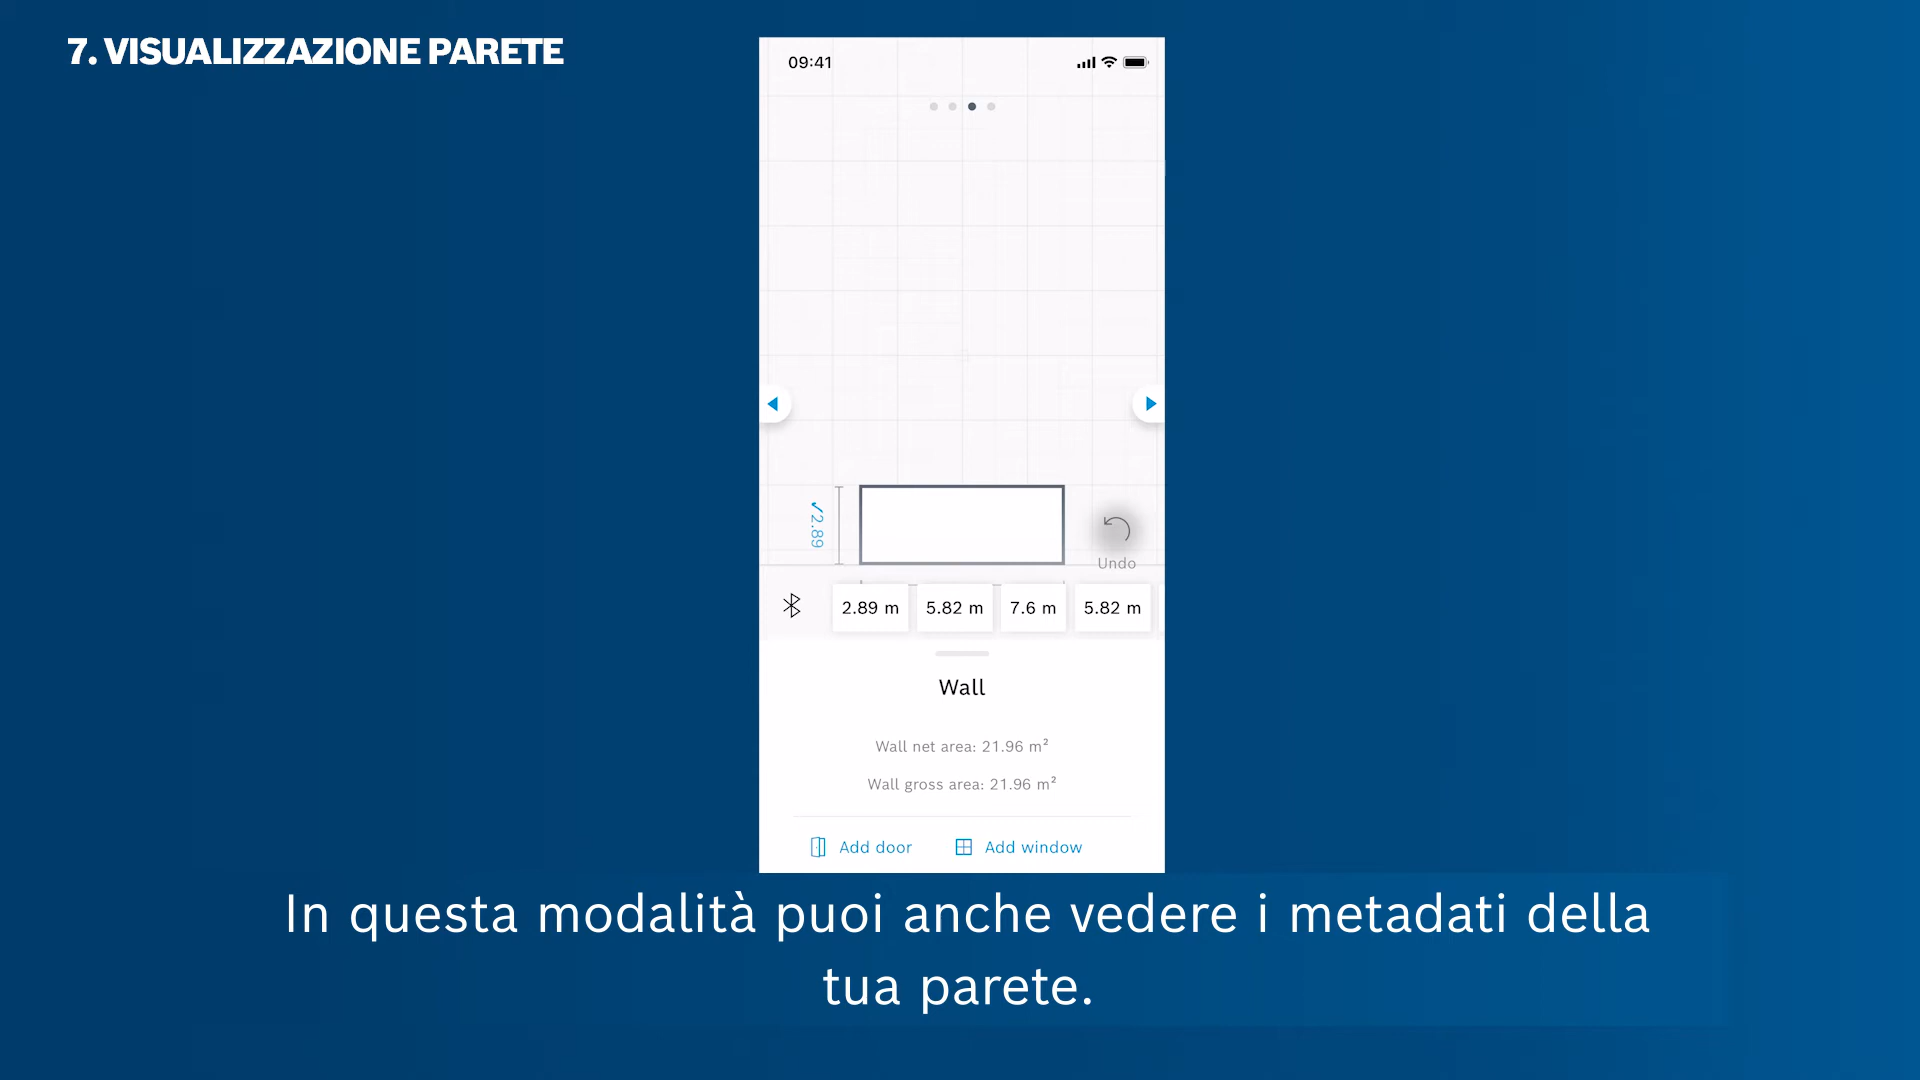 7. VISUALIZZAZIONE PARETE
09:41
✓2.89
Undo
2.89 m 5.82 m 7.6 m 5.82 m
Wall
Wall net area: 21.96 m²
Wall gross area: 21.96 m²
Add door Add window
In questa modalità puoi anche vedere i metadati della
tua parete.